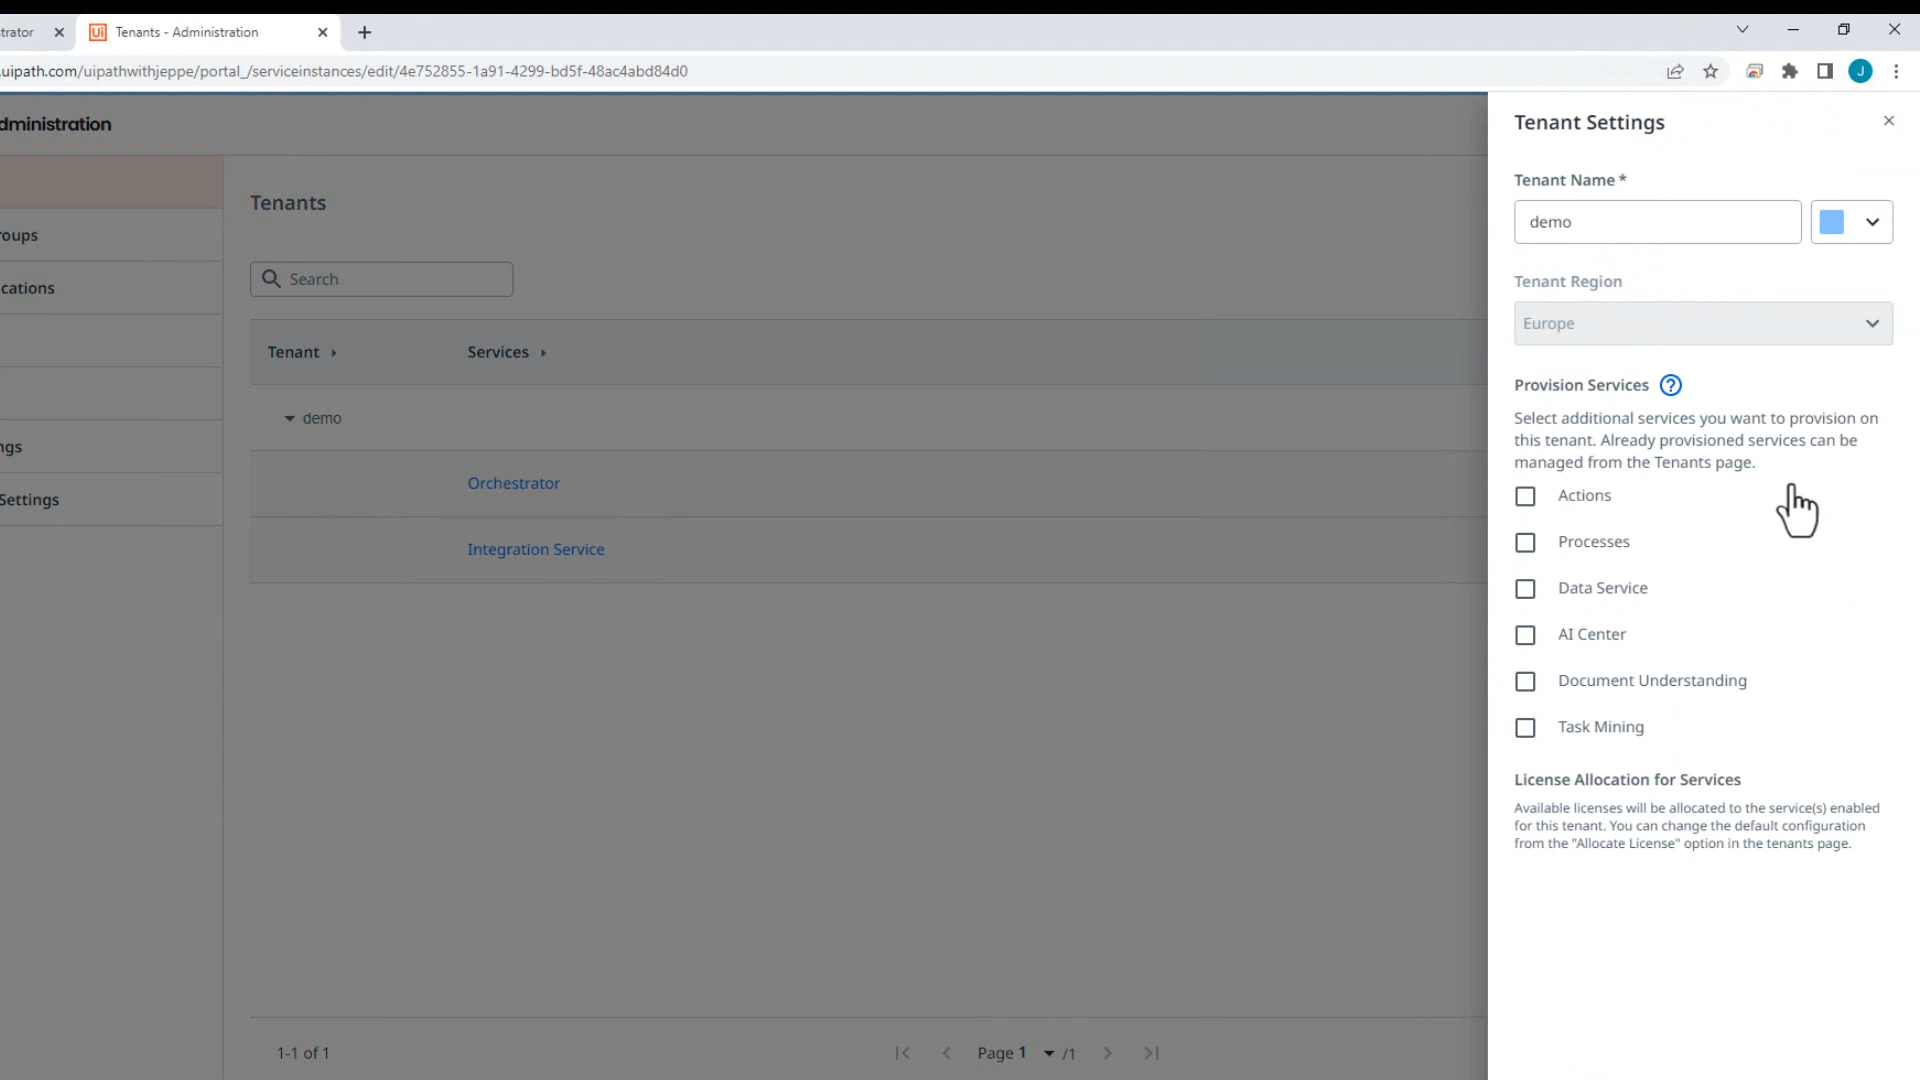 trator
Ui Tenants - Administration
uipath.com/uipathwithjeppe/portal_/serviceinstances/edit/4e752855-1a91-4299-bd5f-48ac4abd84d0
J
dministration
Tenant Settings
Tenant Name *
demo
Tenant Region
Europe
Provision Services ?
Select additional services you want to provision on
this tenant. Already provisioned services can be
managed from the Tenants page.
Actions
Processes
Data Service
AI Center
Document Understanding
Task Mining
License Allocation for Services
Available licenses will be allocated to the service(s) enabled
for this tenant. You can change the default configuration
from the "Allocate License" option in the tenants page.
roups
cations
ngs
Settings
Tenants
Search
Tenant Services
demo
Orchestrator
Integration Service
1-1 of 1
Page 1 /1